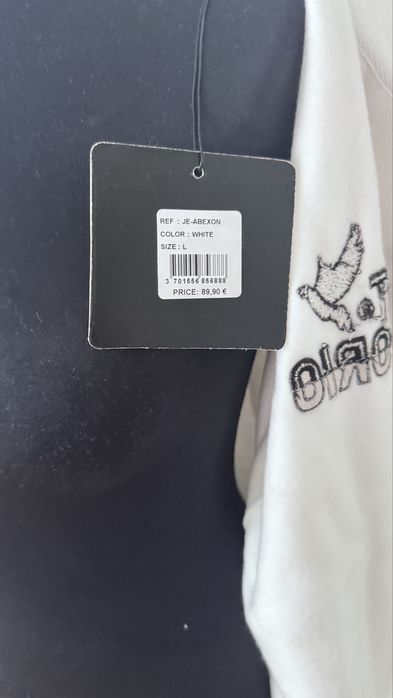 REF : JE-ABEXON
COLOR : WHITE
SIZE : L
3 701556 856888
PRICE: 89,90 €